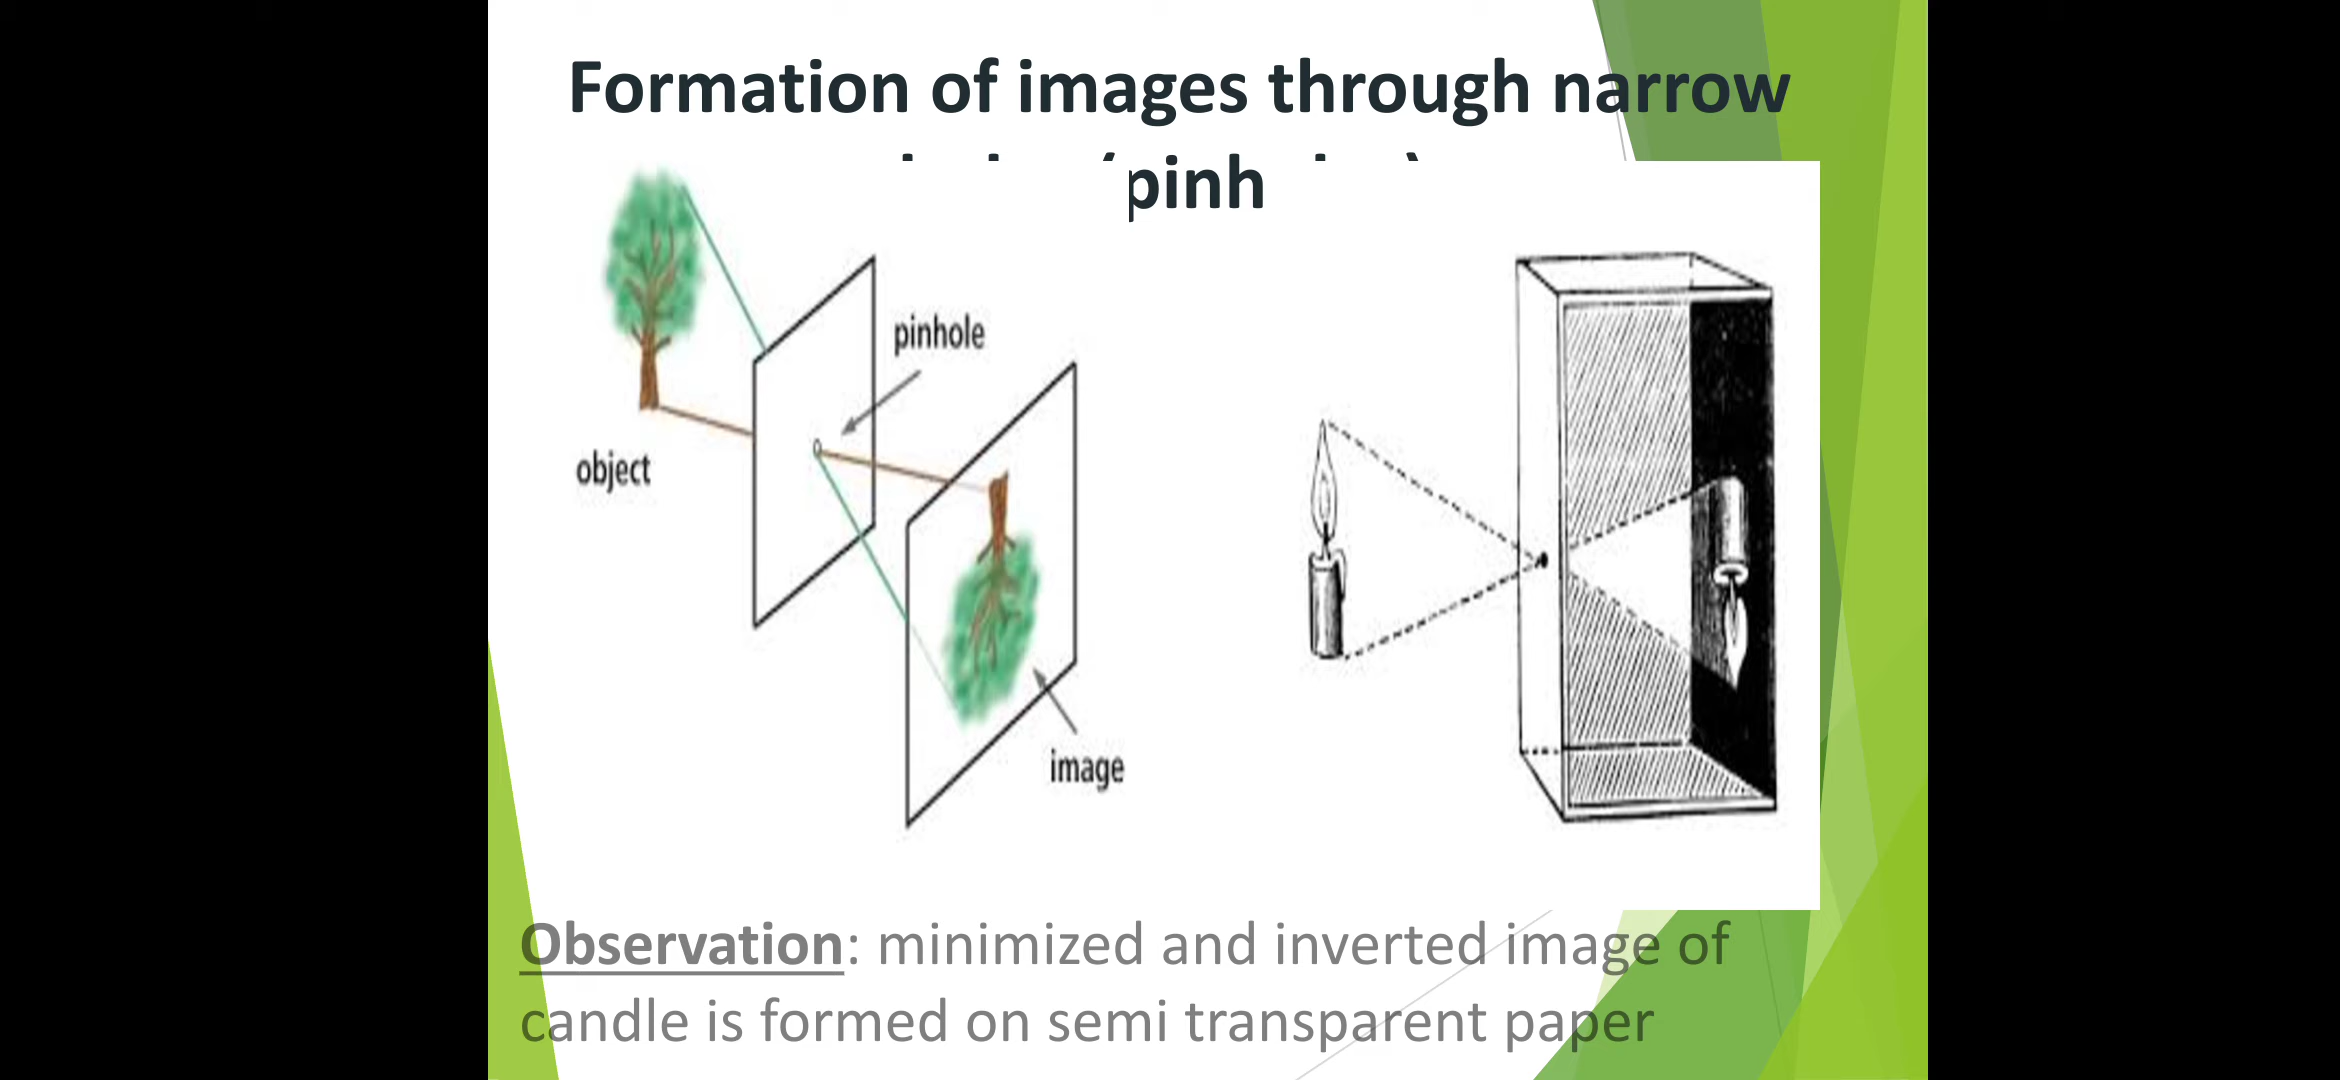 Formation of images through narrow
pinh
pinhole
object
image
Observation: minimized and inverted image of
candle is formed on semi transparent paper